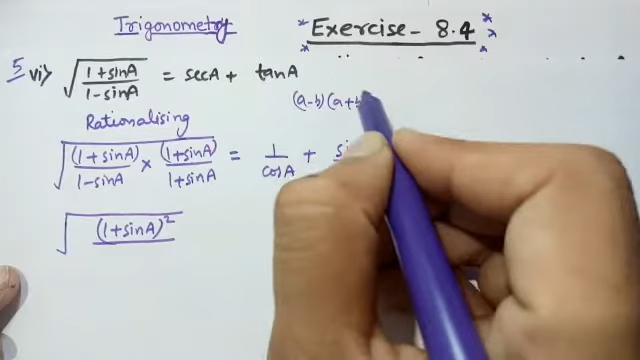 Trigonometry
Exercise - 8.4
5 vi) √(1+sinA / 1-sinA) = secA + tanA
(a-b)(a+b
Rationalising
√((1+sinA) / 1-sinA × (1+sinA) / 1+sinA) = 1 / cosA +
√((1+sinA)²